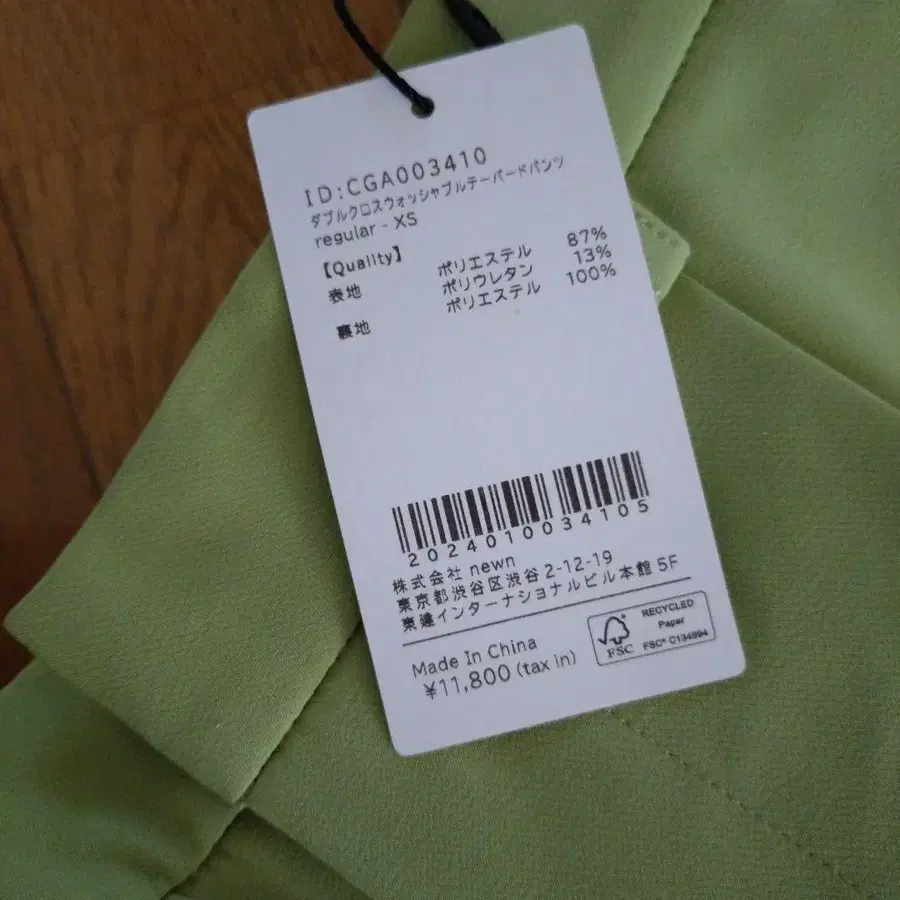 ID:CGA003410
ダブルクロスウォッシャブルテーパードパンツ
regular - XS
【Quality】
表地 ポリエステル 87%
ポリウレタン 13%
裏地 ポリエステル 100%
2024010034105
株式会社 newn
東京都渋谷区渋谷 2-12-19
東建インターナショナルビル本館 5F
Made In China
¥11,800 (tax in)
FSC
RECYCLED
Paper
FSC® C134994